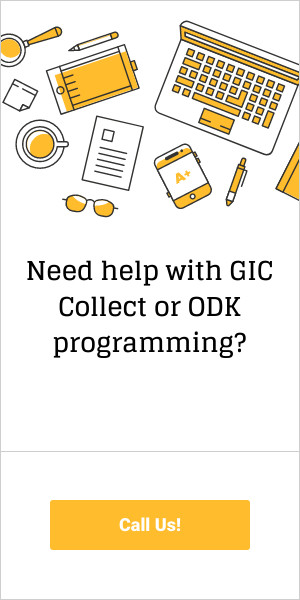 A+
Need help with GIC
Collect or ODK
programming?
Call Us!